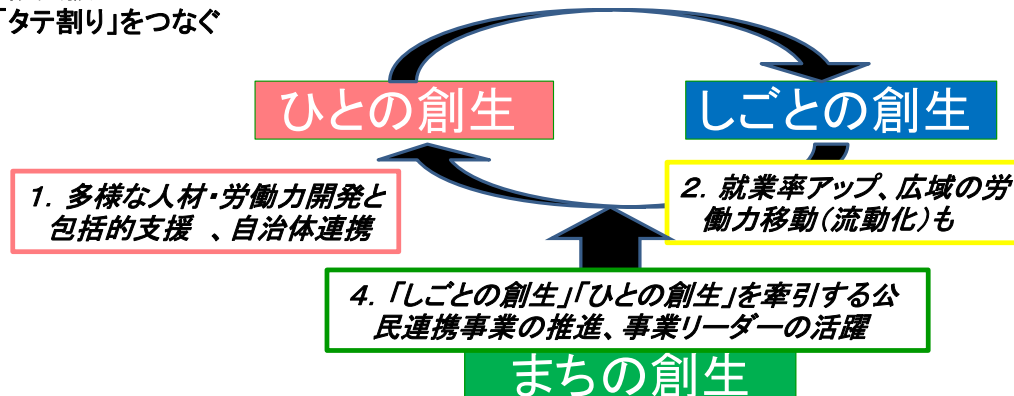 「タテ割り」をつなぐ
ひとの創生
しごとの創生
1. 多様な人材・労働力開発と
包括的支援 、自治体連携
2. 就業率アップ、広域の労
働力移動(流動化)も
4.「しごとの創生」「ひとの創生」を牽引する公
民連携事業の推進、事業リーダーの活躍
まちの創生